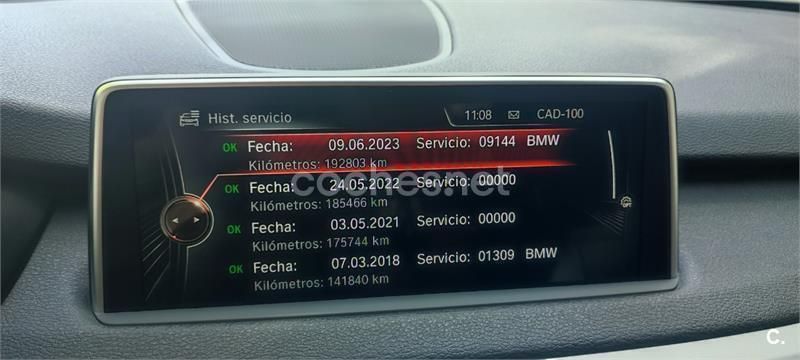 Hist. servicio 11:08 CAD-100
OK Fecha: 09.06.2023 Servicio: 09144 BMW
Kilómetros: 192803 km
OK Fecha: 24.05.2022 Servicio: 00000
Kilómetros: 185466 km
coches.net
OK Fecha: 03.05.2021 Servicio: 00000
Kilómetros: 175744 km
OK Fecha: 07.03.2018 Servicio: 01309 BMW
Kilómetros: 141840 km
OPT
C.